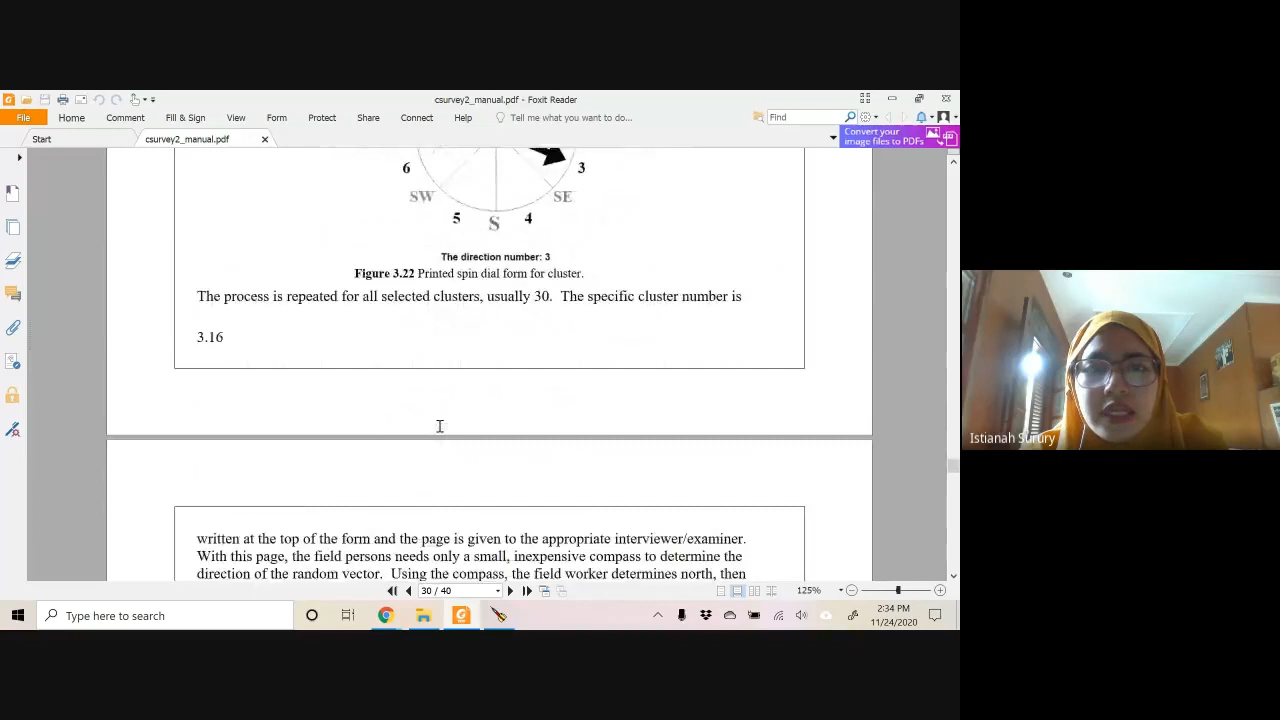 csurvey2_manual.pdf - Foxit Reader
File Home Comment Fill & Sign View Form Protect Share Connect Help Tell me what you want to do... Find
Start csurvey2_manual.pdf Convert your
image files to PDFs
6 3
SW SE
5 S 4
The direction number: 3
Figure 3.22 Printed spin dial form for cluster.
The process is repeated for all selected clusters, usually 30. The specific cluster number is
3.16
written at the top of the form and the page is given to the appropriate interviewer/examiner.
With this page, the field persons needs only a small, inexpensive compass to determine the
direction of the random vector. Using the compass, the field worker determines north, then
30 / 40 125%
Type here to search
2:34 PM
11/24/2020
Istianah Surury